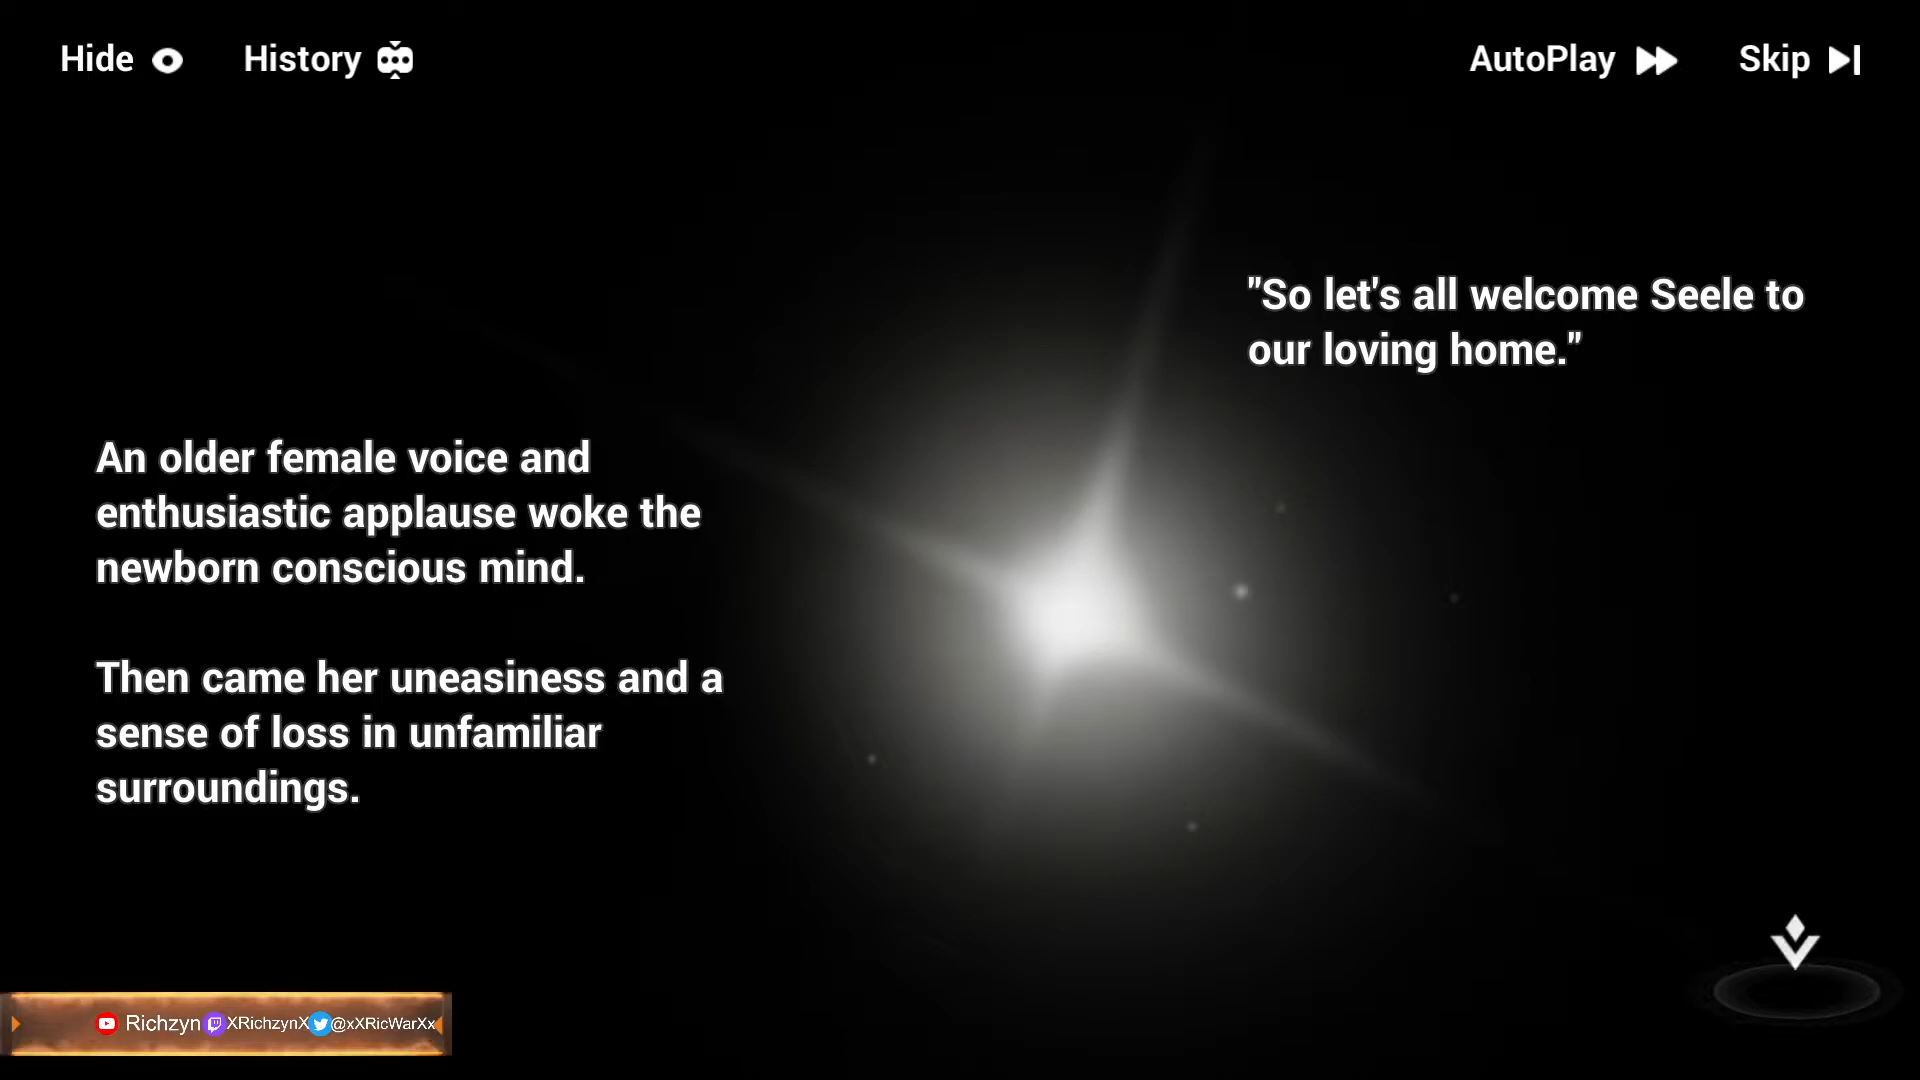 Hide
History
AutoPlay
Skip
An older female voice and
enthusiastic applause woke the
newborn conscious mind.
Then came her uneasiness and a
sense of loss in unfamiliar
surroundings.
"So let's all welcome Seele to
our loving home."
Richzyn XRichzynX @xXRicWarXx